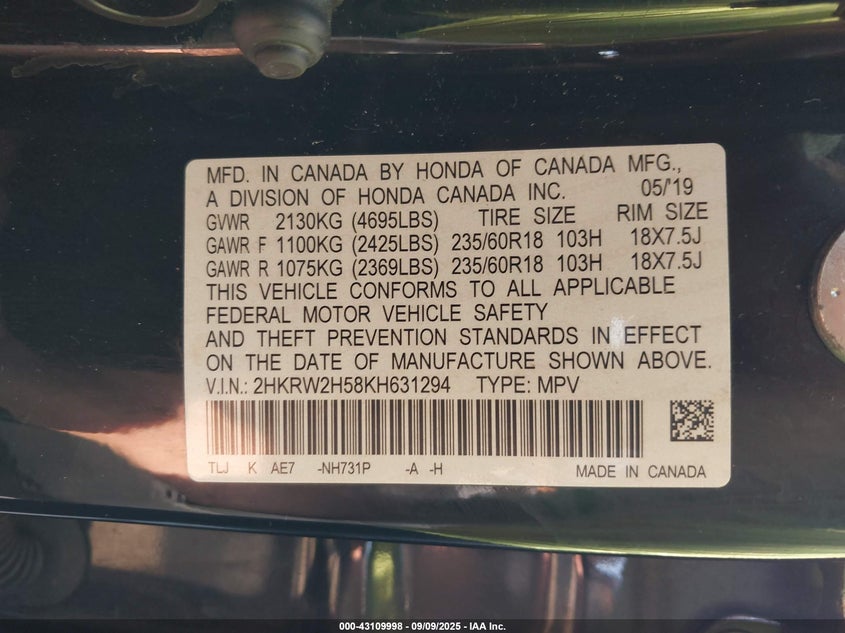 MFD. IN CANADA BY HONDA OF CANADA MFG.,
A DIVISION OF HONDA CANADA INC. 05/'19
GVWR 2130KG (4695LBS) TIRE SIZE RIM SIZE
GAWR F 1100KG (2425LBS) 235/60R18 103H 18X7.5J
GAWR R 1075KG (2369LBS) 235/60R18 103H 18X7.5J
THIS VEHICLE CONFORMS TO ALL APPLICABLE
FEDERAL MOTOR VEHICLE SAFETY
AND THEFT PREVENTION STANDARDS IN EFFECT
ON THE DATE OF MANUFACTURE SHOWN ABOVE.
V.I.N.: 2HKRW2H58KH631294 TYPE: MPV
TLJ K AE7 -NH731P -A -H MADE IN CANADA
000-43109998 - 09/09/2025 - IAA Inc.